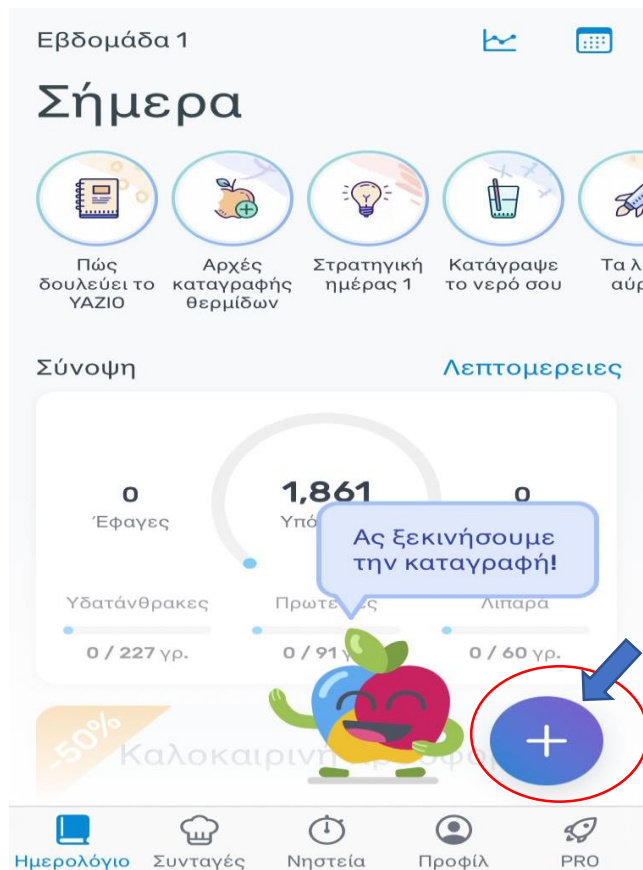 Εβδομάδα 1
Σήμερα
Πώς
δουλεύει το
YAZIO
Αρχές
καταγραφής
θερμίδων
Στρατηγική
ημέρας 1
Κατάγραψε
το νερό σου
Τα
Σύνοψη
Λεπτομερειες
0
Έφαγες
1,861
0
Ας ξεκινήσουμε
την καταγραφή!
Υδατάνθρακες
Λιπαρά
0 / 227 γρ.
0 / 91
0 / 60 γρ.
-50%
Καλοκαιρινή
Ημερολόγιο
Συνταγές
Νηστεία
Προφίλ
PRO